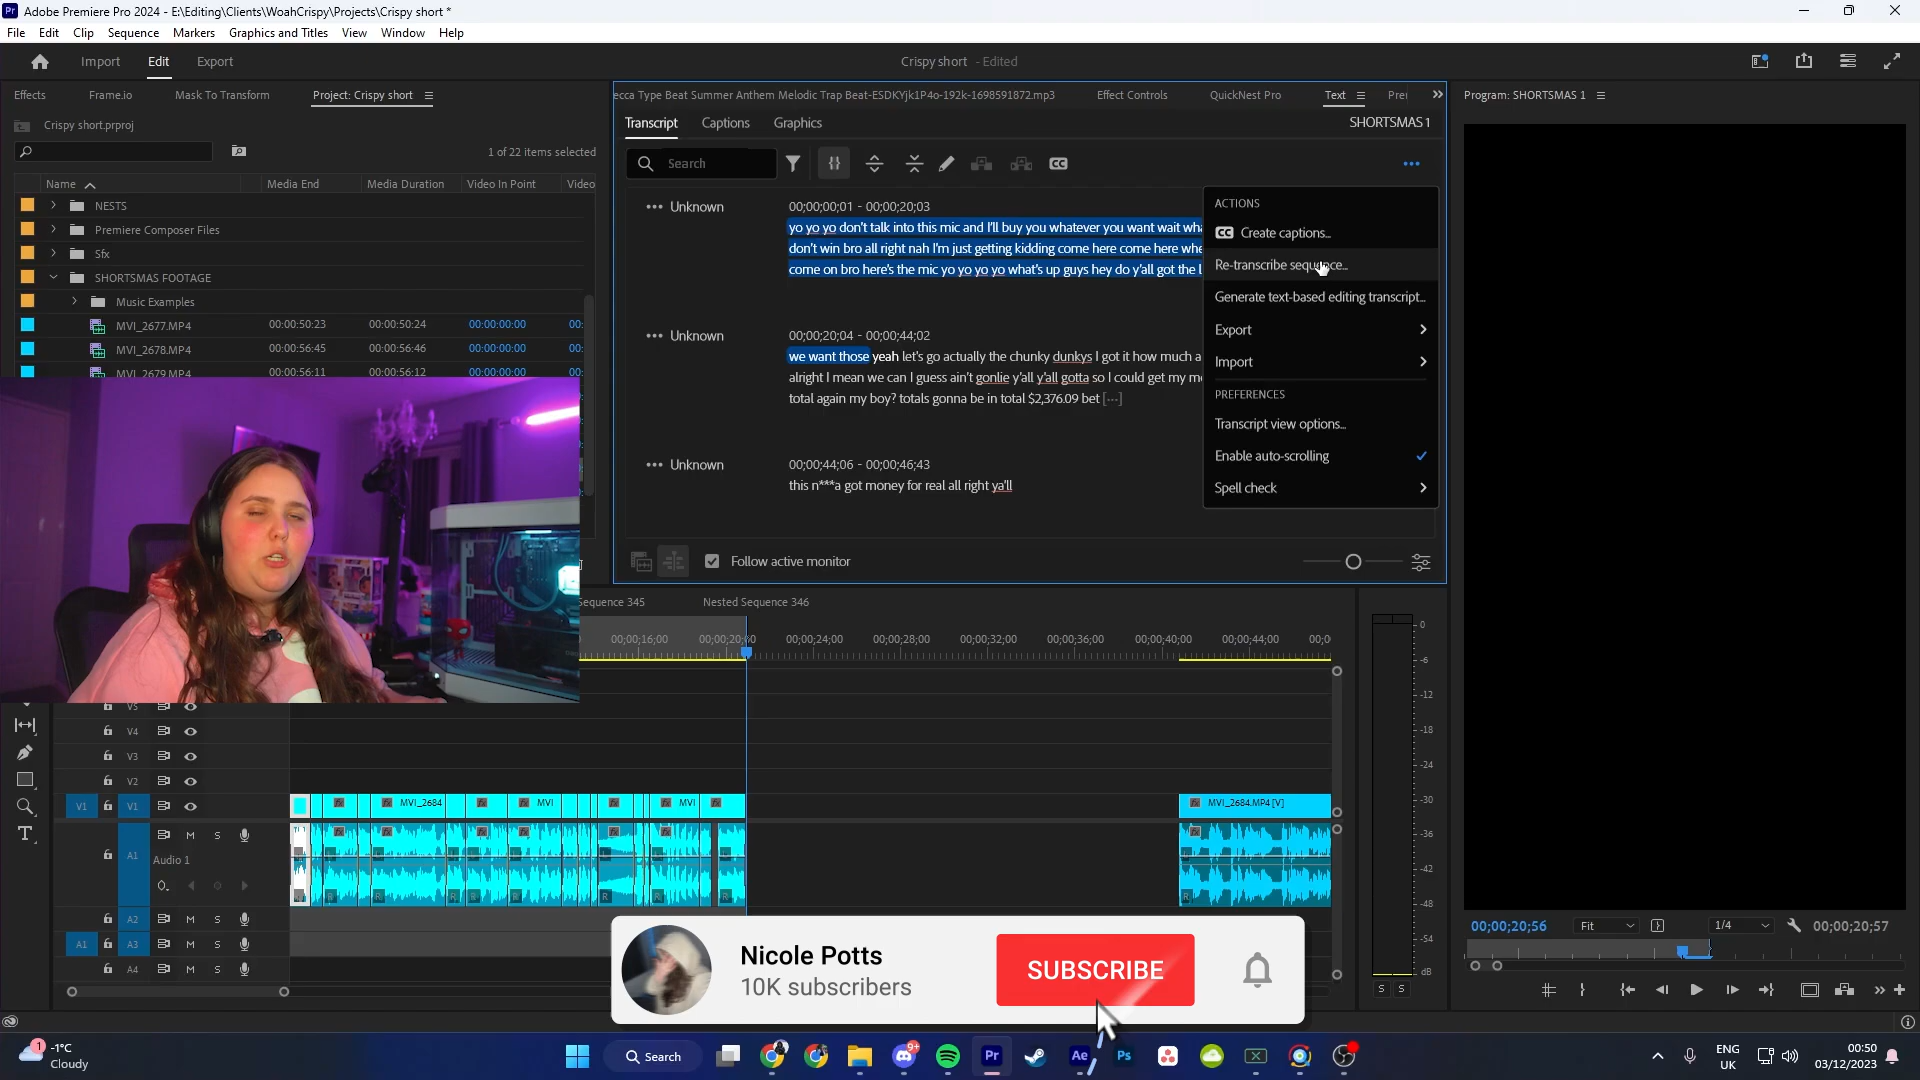 Adobe Premiere Pro 2024 - E:\Editing\Clients\WoahCrispy\Projects\Crispy short *
File Edit Clip Sequence Markers Graphics and Titles View Window Help
Import Edit Export
Crispy short - Edited
Effects Frame.io Mask To Transform Project: Crispy short
Crispy short.prproj
1 of 22 items selected
Name Media End Media Duration Video In Point Video
NESTS
Premiere Composer Files
Sfx
SHORTSMAS FOOTAGE
Music Examples
MVI_2677.MP4 00:00:50:23 00:00:50:24 00:00:00:00 00:
MVI_2678.MP4 00:00:56:45 00:00:56:46 00:00:00:00 00:
MVI_2679.MP4 00:00:56:11 00:00:56:12 00:00:00:00 00:
ecca Type Beat Summer Anthem Melodic Trap Beat-ESDKYjk1P4o-192k-1698591872.mp3 Effect Controls QuickNest Pro Text Pre
Transcript Captions Graphics SHORTSMAS 1
Search
Unknown 00;00;00;01 - 00;00;20;03
yo yo yo don't talk into this mic and I'll buy you whatever you want wait wh
don't win bro all right nah I'm just getting kidding come here come here whe
come on bro here's the mic yo yo yo yo what's up guys hey do y'all got the l
Unknown 00;00;20;04 - 00;00;44;02
we want those yeah let's go actually the chunky dunkys I got it how much a
alright I mean we can I guess ain't gonlie y'all y'all gotta so I could get my m
total again my boy? totals gonna be in total $2,376.09 bet [...]
Unknown 00;00;44;06 - 00;00;46;43
this n***a got money for real all right ya'll
Follow active monitor
ACTIONS
Create captions...
Re-transcribe sequence...
Generate text-based editing transcript...
Export
Import
PREFERENCES
Transcript view options...
Enable auto-scrolling
Spell check
Program: SHORTSMAS 1
00;00;20;56 Fit 1/4 00;00;20;57
Sequence 345 Nested Sequence 346
00;00;16;00 00;00;20;00 00;00;24;00 00;00;28;00 00;00;32;00 00;00;36;00 00;00;40;00 00;00;44;00 00;0
V5
V4
V3
V2
V1 V1 MVI_2684 MVI MVI MVI_2684.MP4 [V]
A1 M S
Audio 1
A2 M S
A1 A3 M S
A4 M S
0
-6
-12
-18
-24
-30
-36
-42
-48
-54
dB
S S
Nicole Potts
10K subscribers
SUBSCRIBE
1 -1°C
Cloudy
Search
9+
Pr
Ae
Ps
ENG
UK
00:50
03/12/2023